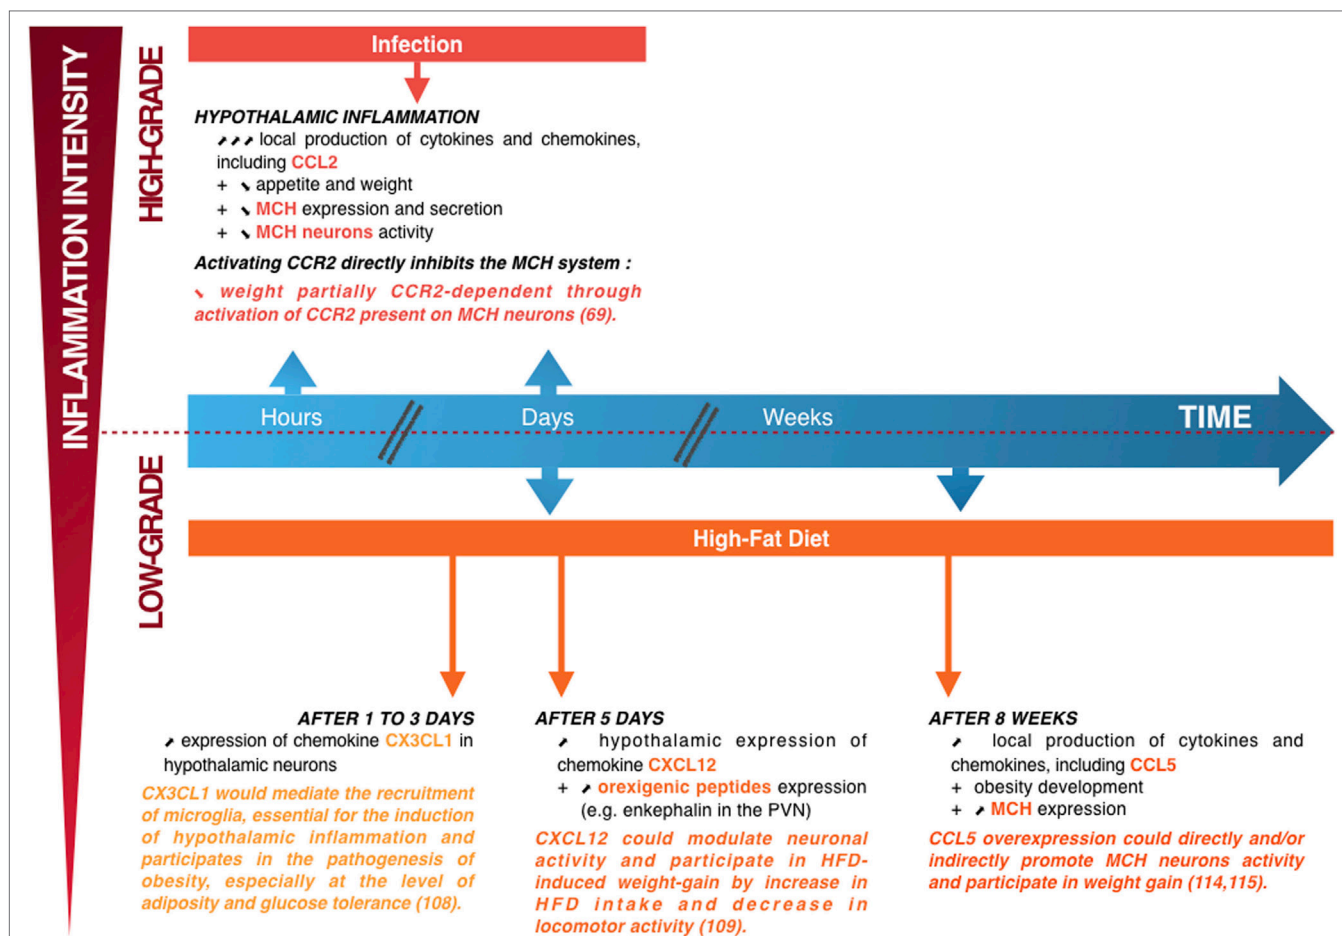 INFLAMMATION INTENSITY
HIGH-GRADE
LOW-GRADE
Infection
HYPOTHALAMIC INFLAMMATION
➚➚➚ local production of cytokines and chemokines,
including CCL2
+ ➘ appetite and weight
+ ➘ MCH expression and secretion
+ ➘ MCH neurons activity
Activating CCR2 directly inhibits the MCH system :
➘ weight partially CCR2-dependent through
activation of CCR2 present on MCH neurons (69).
Hours // Days // Weeks TIME
High-Fat Diet
AFTER 1 TO 3 DAYS
➚ expression of chemokine CX3CL1 in
hypothalamic neurons
CX3CL1 would mediate the recruitment
of microglia, essential for the induction
of hypothalamic inflammation and
participates in the pathogenesis of
obesity, especially at the level of
adiposity and glucose tolerance (108).
AFTER 5 DAYS
➚ hypothalamic expression of
chemokine CXCL12
+ ➚ orexigenic peptides expression
(e.g. enkephalin in the PVN)
CXCL12 could modulate neuronal
activity and participate in HFD-
induced weight-gain by increase in
HFD intake and decrease in
locomotor activity (109).
AFTER 8 WEEKS
➚ local production of cytokines and
chemokines, including CCL5
+ obesity development
+ ➚ MCH expression
CCL5 overexpression could directly and/or
indirectly promote MCH neurons activity
and participate in weight gain (114,115).